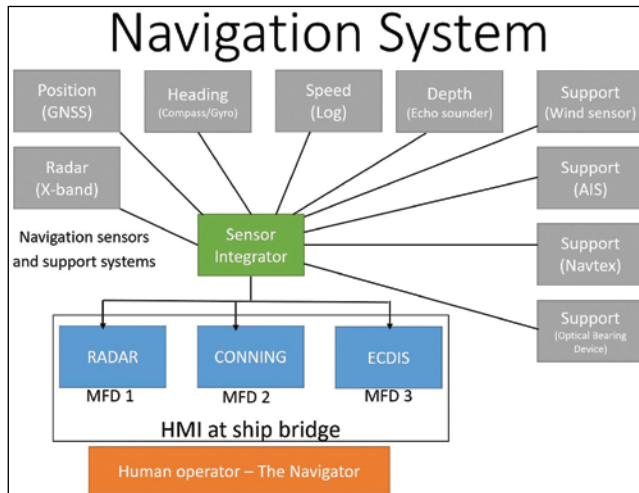 Navigation System
Position
(GNSS)
Heading
(Compass/Gyro)
Speed
(Log)
Depth
(Echo sounder)
Support
(Wind sensor)
Radar
(X-band)
Support
(AIS)
Navigation sensors
and support systems
Sensor
Integrator
Support
(Navtex)
Support
(Optical Bearing
Device)
RADAR
CONNING
ECDIS
MFD 1
MFD 2
MFD 3
HMI at ship bridge
Human operator – The Navigator